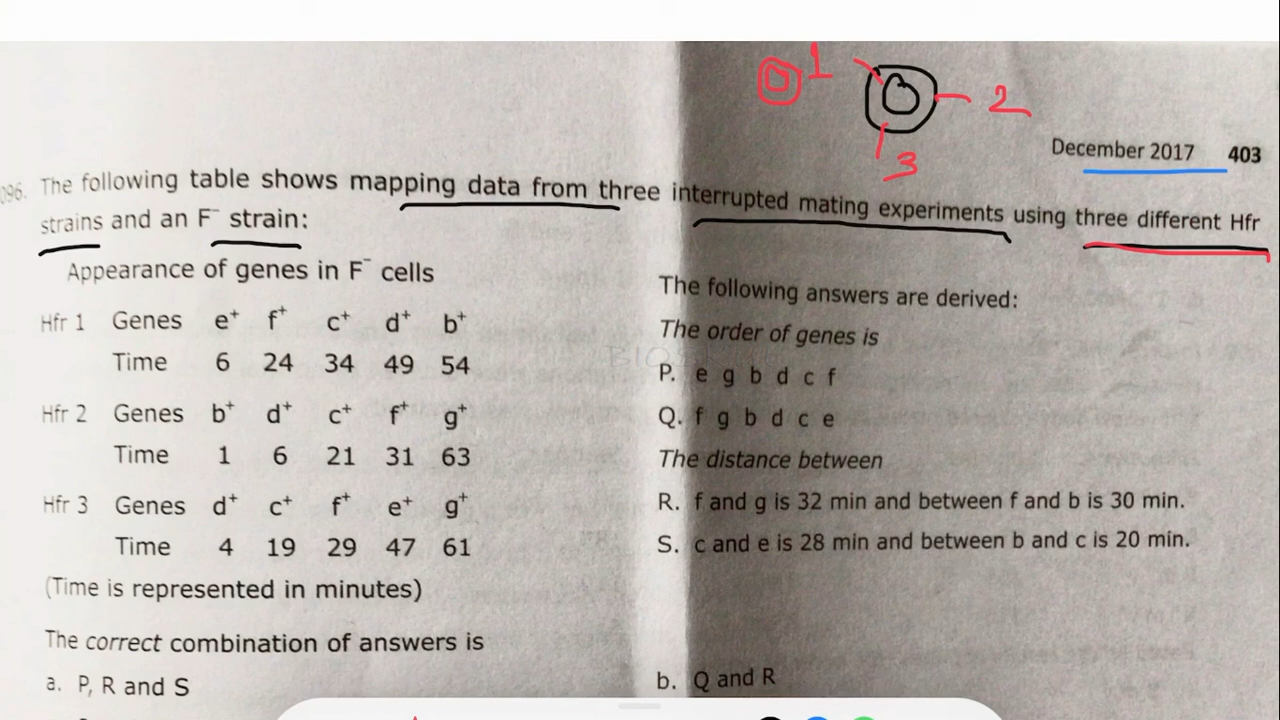 1
2
3
December 2017 403
096. The following table shows mapping data from three interrupted mating experiments using three different Hfr
strains and an F⁻ strain:
Appearance of genes in F⁻ cells
Hfr 1 Genes e⁺ f⁺ c⁺ d⁺ b⁺
Time 6 24 34 49 54
Hfr 2 Genes b⁺ d⁺ c⁺ f⁺ g⁺
Time 1 6 21 31 63
Hfr 3 Genes d⁺ c⁺ f⁺ e⁺ g⁺
Time 4 19 29 47 61
(Time is represented in minutes)
The following answers are derived:
The order of genes is
P. e g b d c f
Q. f g b d c e
The distance between
R. f and g is 32 min and between f and b is 30 min.
S. c and e is 28 min and between b and c is 20 min.
The correct combination of answers is
a. P, R and S
b. Q and R